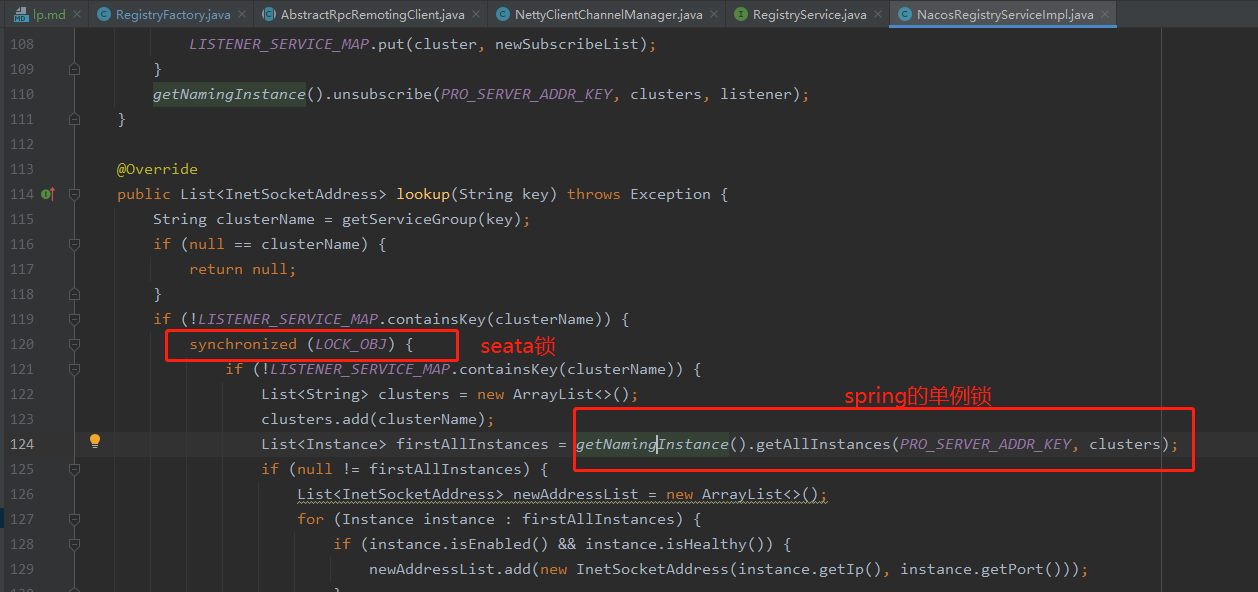 lp.md RegistryFactory.java AbstractRpcRemotingClient.java NettyClientChannelManager.java RegistryService.java NacosRegistryServiceImpl.java
108 LISTENER_SERVICE_MAP.put(cluster, newSubscribeList);
109 }
110 getNamingInstance().unsubscribe(PRO_SERVER_ADDR_KEY, clusters, listener);
111 }
112
113 @Override
114 public List<InetSocketAddress> lookup(String key) throws Exception {
115 String clusterName = getServiceGroup(key);
116 if (null == clusterName) {
117 return null;
118 }
119 if (!LISTENER_SERVICE_MAP.containsKey(clusterName)) {
120 synchronized (LOCK_OBJ) { seata锁
121 if (!LISTENER_SERVICE_MAP.containsKey(clusterName)) {
122 List<String> clusters = new ArrayList<>();
spring的单例锁
123 clusters.add(clusterName);
124 List<Instance> firstAllInstances = getNamingInstance().getAllInstances(PRO_SERVER_ADDR_KEY, clusters);
125 if (null != firstAllInstances) {
126 List<InetSocketAddress> newAddressList = new ArrayList<>();
127 for (Instance instance : firstAllInstances) {
128 if (instance.isEnabled() && instance.isHealthy()) {
129 newAddressList.add(new InetSocketAddress(instance.getIp(), instance.getPort()));